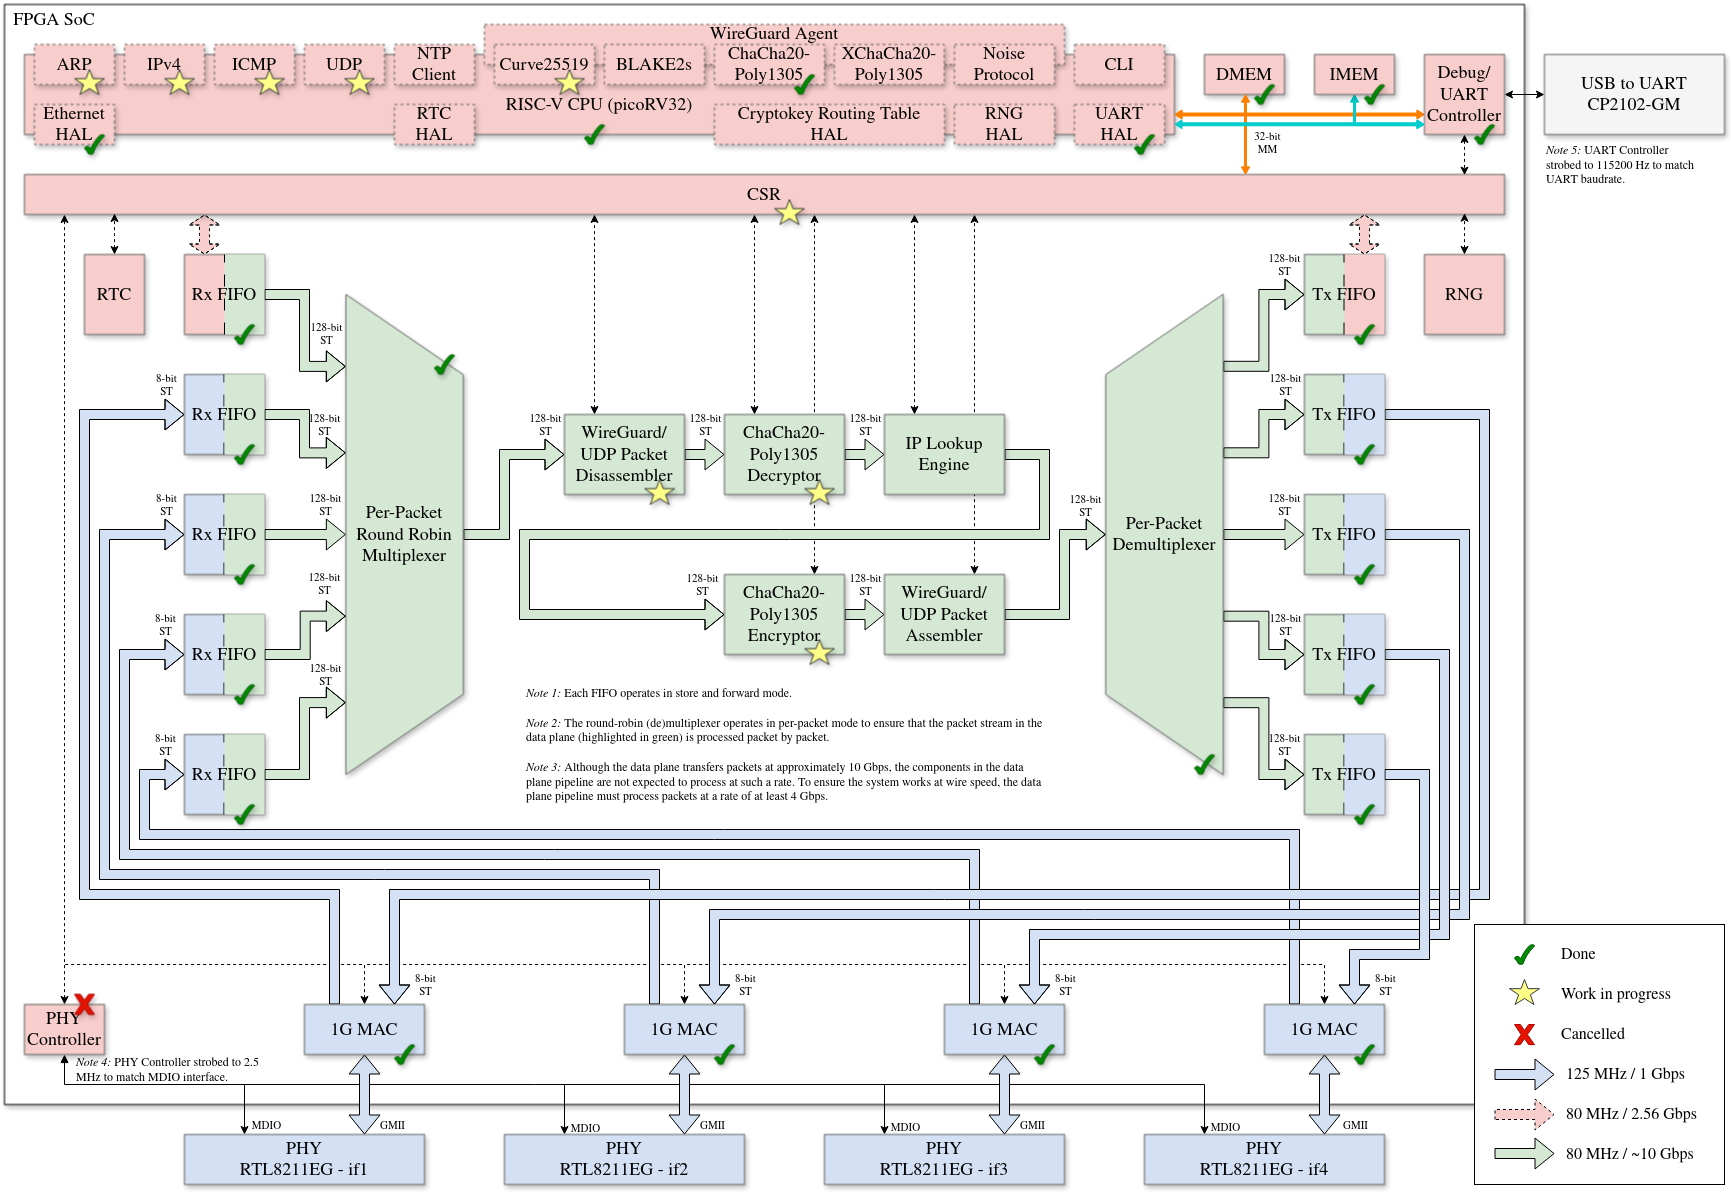 FPGA SoC
WireGuard Agent
ARP
IPv4
ICMP
UDP
NTP
Client
Curve25519
BLAKE2s
ChaCha20-
Poly1305
XChaCha20-
Poly1305
Noise
Protocol
CLI
RISC-V CPU (picoRV32)
Ethernet
HAL
RTC
HAL
Cryptokey Routing Table
HAL
RNG
HAL
UART
HAL
DMEM
IMEM
Debug/
UART
Controller
USB to UART
CP2102-GM
32-bit
MM
Note 5: UART Controller
strobed to 115200 Hz to match
UART baudrate.
CSR
RTC
Rx FIFO
128-bit
ST
128-bit
ST
Tx FIFO
RNG
8-bit
ST
Rx FIFO
128-bit
ST
128-bit
ST
Tx FIFO
8-bit
ST
Rx FIFO
128-bit
ST
128-bit
ST
Tx FIFO
8-bit
ST
Rx FIFO
128-bit
ST
128-bit
ST
Tx FIFO
8-bit
ST
Rx FIFO
128-bit
ST
128-bit
ST
Tx FIFO
Per-Packet
Round Robin
Multiplexer
128-bit
ST
WireGuard/
UDP Packet
Disassembler
128-bit
ST
ChaCha20-
Poly1305
Decryptor
128-bit
ST
IP Lookup
Engine
128-bit
ST
ChaCha20-
Poly1305
Encryptor
128-bit
ST
WireGuard/
UDP Packet
Assembler
128-bit
ST
Per-Packet
Demultiplexer
Note 1: Each FIFO operates in store and forward mode.
Note 2: The round-robin (de)multiplexer operates in per-packet mode to ensure that the packet stream in the
data plane (highlighted in green) is processed packet by packet.
Note 3: Although the data plane transfers packets at approximately 10 Gbps, the components in the data
plane pipeline are not expected to process at such a rate. To ensure the system works at wire speed, the data
plane pipeline must process packets at a rate of at least 4 Gbps.
PHY
Controller
Note 4: PHY Controller strobed to 2.5
MHz to match MDIO interface.
1G MAC
8-bit
ST
1G MAC
8-bit
ST
1G MAC
8-bit
ST
1G MAC
8-bit
ST
MDIO
GMII
MDIO
GMII
MDIO
GMII
MDIO
GMII
PHY
RTL8211EG - if1
PHY
RTL8211EG - if2
PHY
RTL8211EG - if3
PHY
RTL8211EG - if4
Done
Work in progress
Cancelled
125 MHz / 1 Gbps
80 MHz / 2.56 Gbps
80 MHz / ~10 Gbps